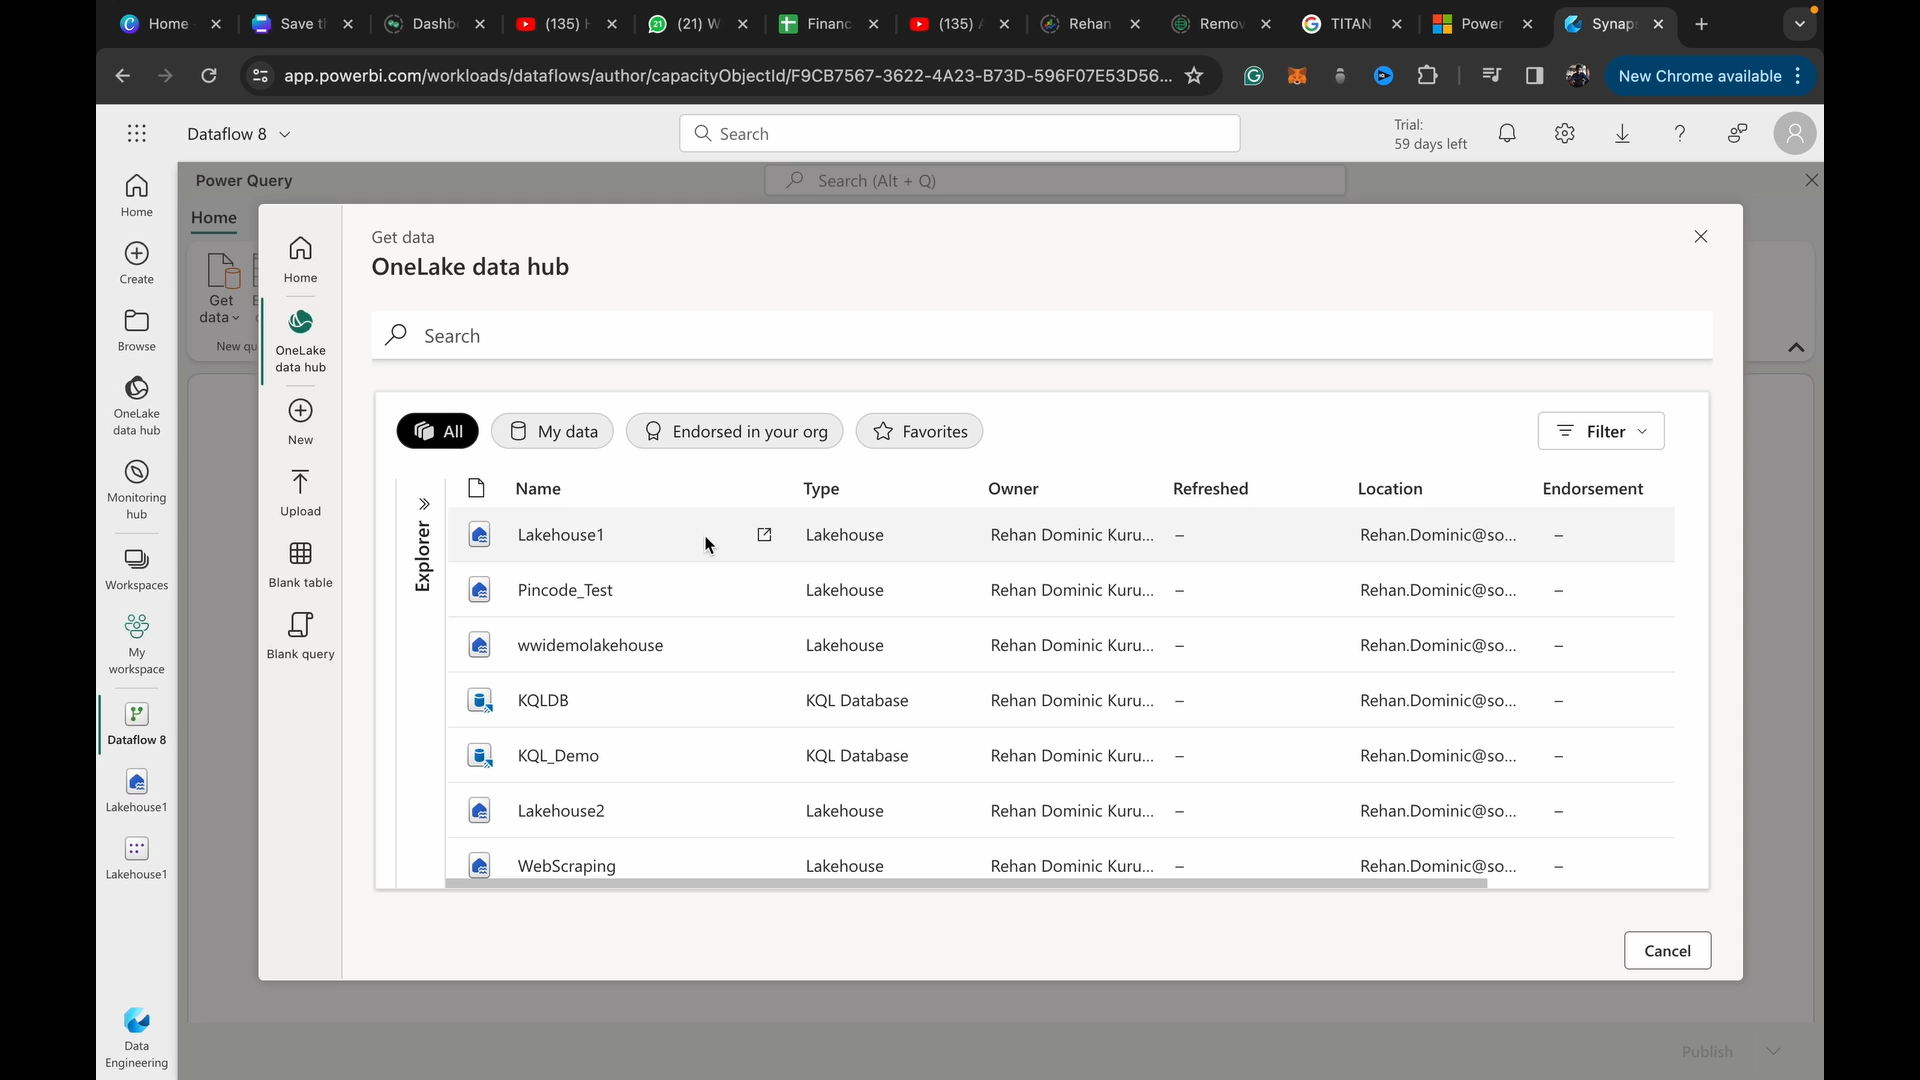 Home
Save th
Dashb
(135) H
(21) W
Financ
(135) A
Rehan
Remov
TITAN
Power
Synap
app.powerbi.com/workloads/dataflows/author/capacityObjectId/F9CB7567-3622-4A23-B73D-596F07E53D56...
New Chrome available
Dataflow 8
Search
Trial:
59 days left
Power Query
Search (Alt + Q)
Home
Get
data
New qu
Home
Create
Browse
OneLake
data hub
Monitoring
hub
Workspaces
My
workspace
Dataflow 8
Lakehouse1
Lakehouse1
Data
Engineering
Home
OneLake
data hub
New
Upload
Blank table
Blank query
Get data
OneLake data hub
Search
All
My data
Endorsed in your org
Favorites
Filter
Explorer
Name Type Owner Refreshed Location Endorsement
Lakehouse1 Lakehouse Rehan Dominic Kuru... – Rehan.Dominic@so... –
Pincode_Test Lakehouse Rehan Dominic Kuru... – Rehan.Dominic@so... –
wwidemolakehouse Lakehouse Rehan Dominic Kuru... – Rehan.Dominic@so... –
KQLDB KQL Database Rehan Dominic Kuru... – Rehan.Dominic@so... –
KQL_Demo KQL Database Rehan Dominic Kuru... – Rehan.Dominic@so... –
Lakehouse2 Lakehouse Rehan Dominic Kuru... – Rehan.Dominic@so... –
WebScraping Lakehouse Rehan Dominic Kuru... – Rehan.Dominic@so... –
Cancel
Publish